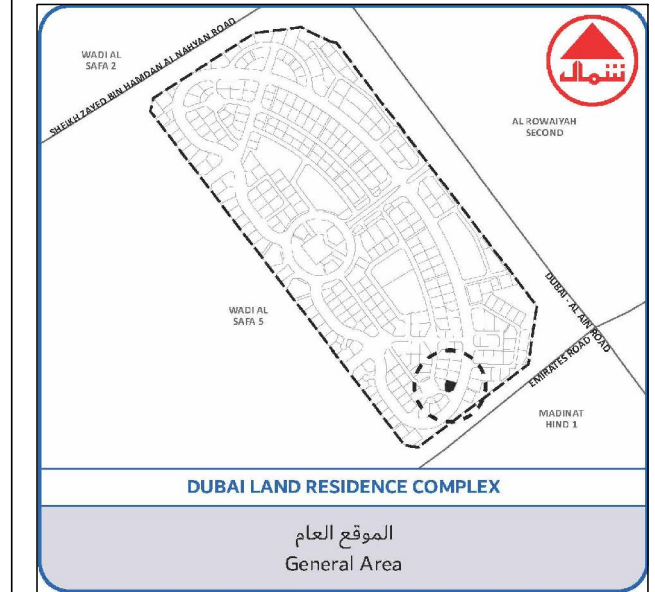 WADI AL
SAFA 2
SHEIKH ZAYED BIN HAMDAN AL NAHYAN ROAD
شمال
AL ROWAIYAH
SECOND
WADI AL
SAFA 5
DUBAI - AL AIN ROAD
EMIRATES ROAD
MADINAT
HIND 1
DUBAI LAND RESIDENCE COMPLEX
الموقع العام
General Area